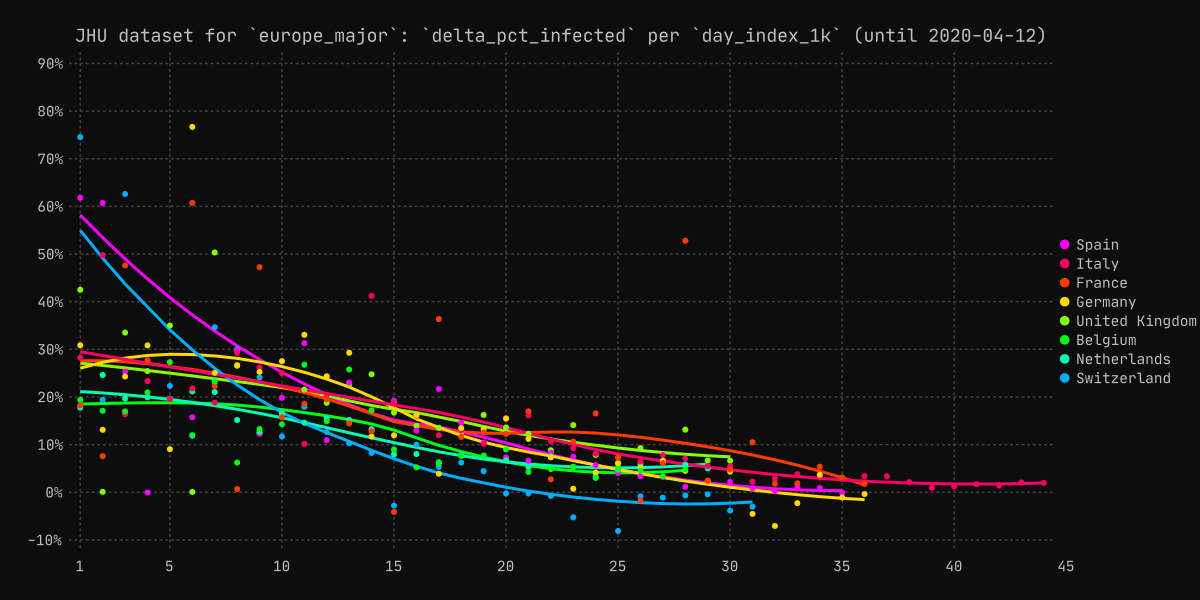 JHU dataset for `europe_major`: `delta_pct_infected` per `day_index_1k` (until 2020-04-12)
90%
80%
70%
60%
50%
40%
30%
20%
10%
0%
-10%
1 5 10 15 20 25 30 35 40 45
Spain
Italy
France
Germany
United Kingdom
Belgium
Netherlands
Switzerland